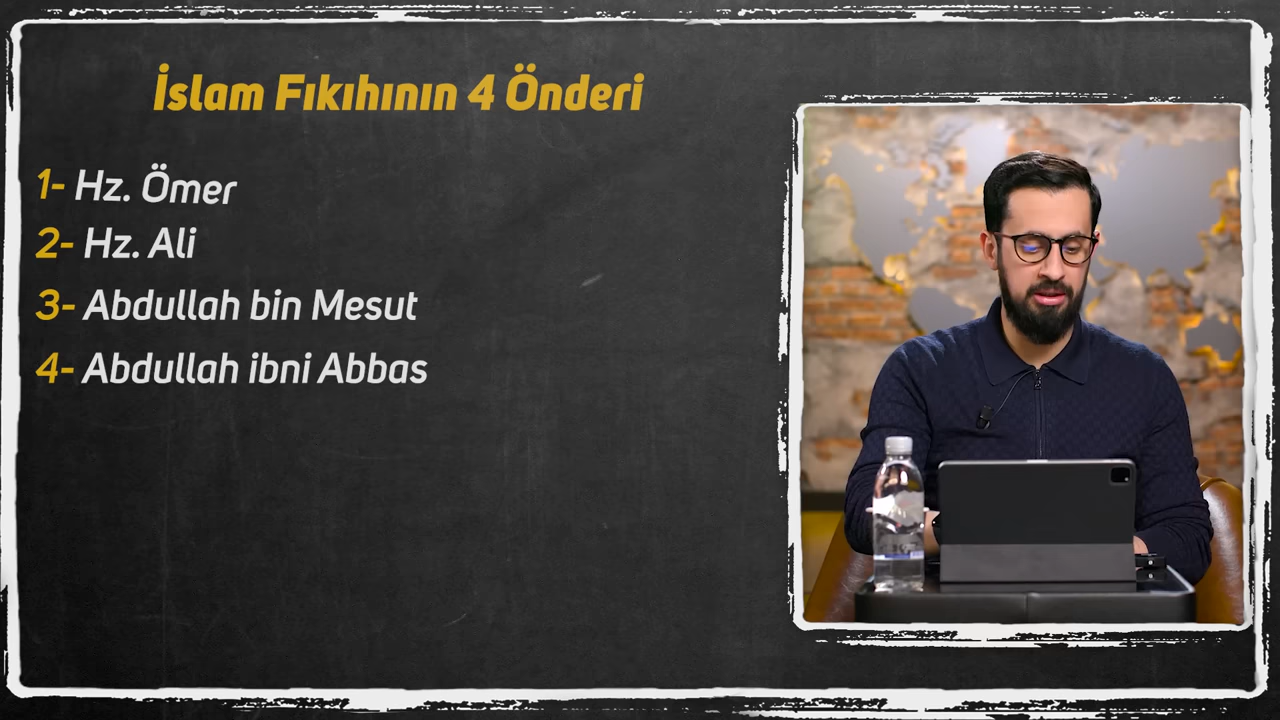 İslam Fıkıhının 4 Önderi
1- Hz. Ömer
2- Hz. Ali
3- Abdullah bin Mesut
4- Abdullah ibni Abbas